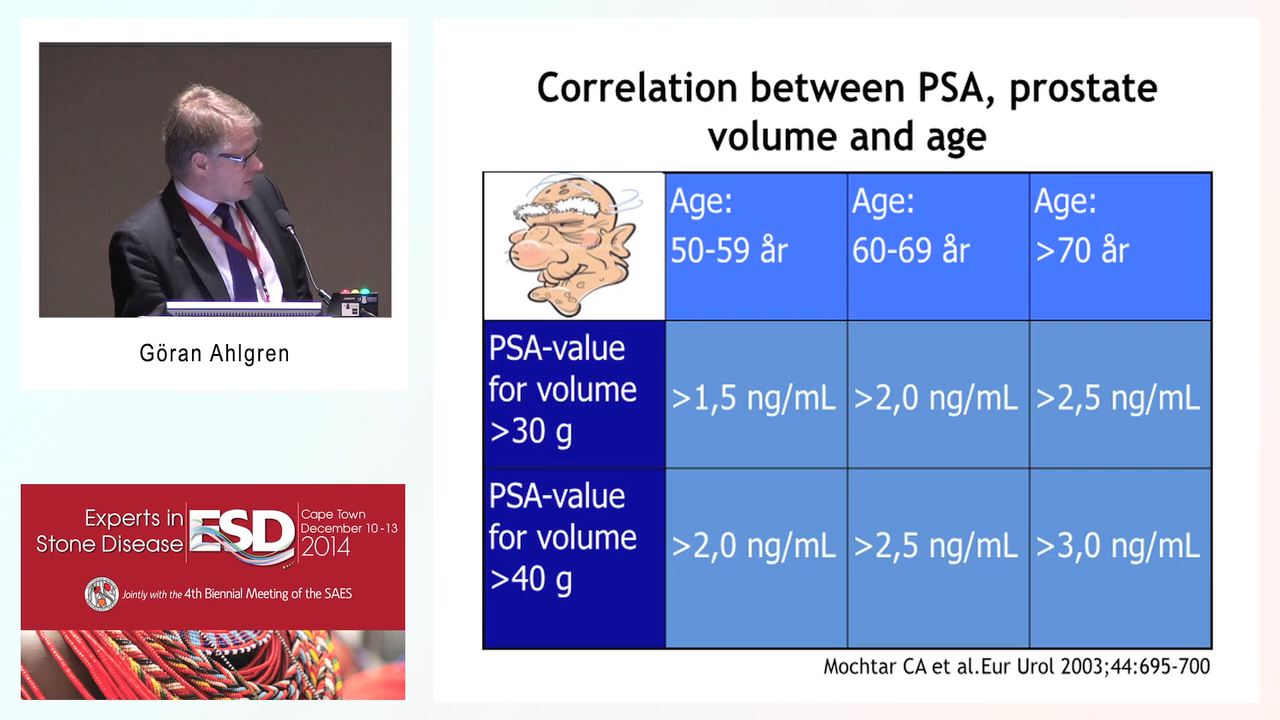 Göran Ahlgren
Experts in
Stone Disease
ESD
Cape Town
December 10-13
2014
Jointly with the 4th Biennial Meeting of the SAES
Correlation between PSA, prostate
volume and age
Age:
50-59 år
Age:
60-69 år
Age:
>70 år
PSA-value
for volume
>30 g
>1,5 ng/mL
>2,0 ng/mL
>2,5 ng/mL
PSA-value
for volume
>40 g
>2,0 ng/mL
>2,5 ng/mL
>3,0 ng/mL
Mochtar CA et al.Eur Urol 2003;44:695-700